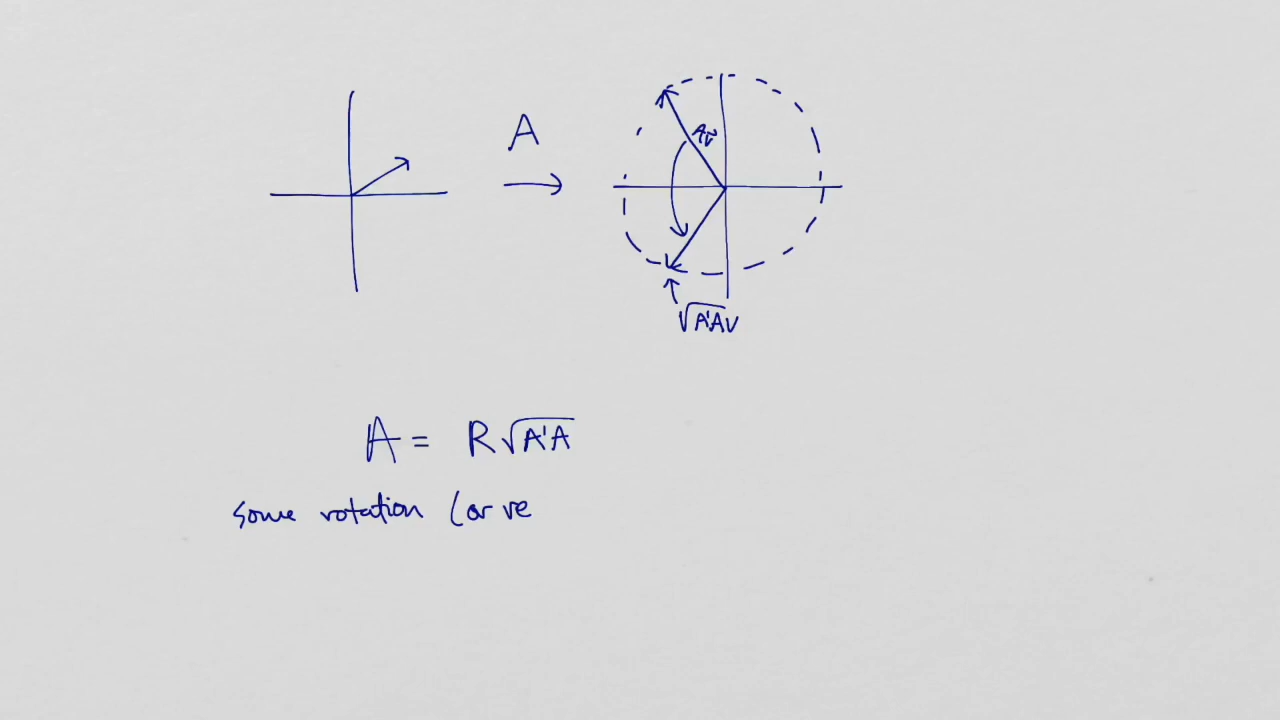 A
Av⃗
√A'Av
A = R√A'A
some rotation (or re